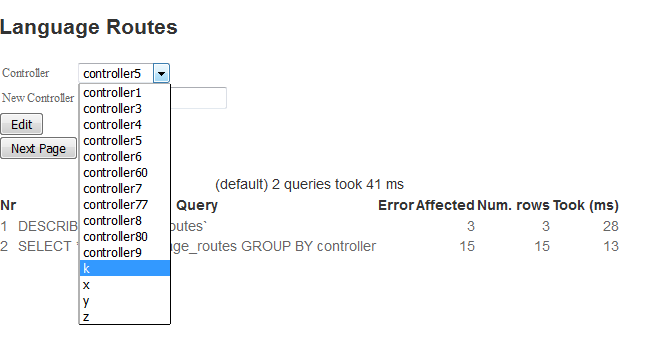 Language Routes
Controller controller5
New Controller
controller1
controller3
controller4
controller5
controller6
controller60
controller7
controller77
controller8
controller80
controller9
k
x
y
z
Edit
Next Page
(default) 2 queries took 41 ms
Nr Query Error Affected Num. rows Took (ms)
1 DESCRIB outes` 3 3 28
2 SELECT ge_routes GROUP BY controller 15 15 13